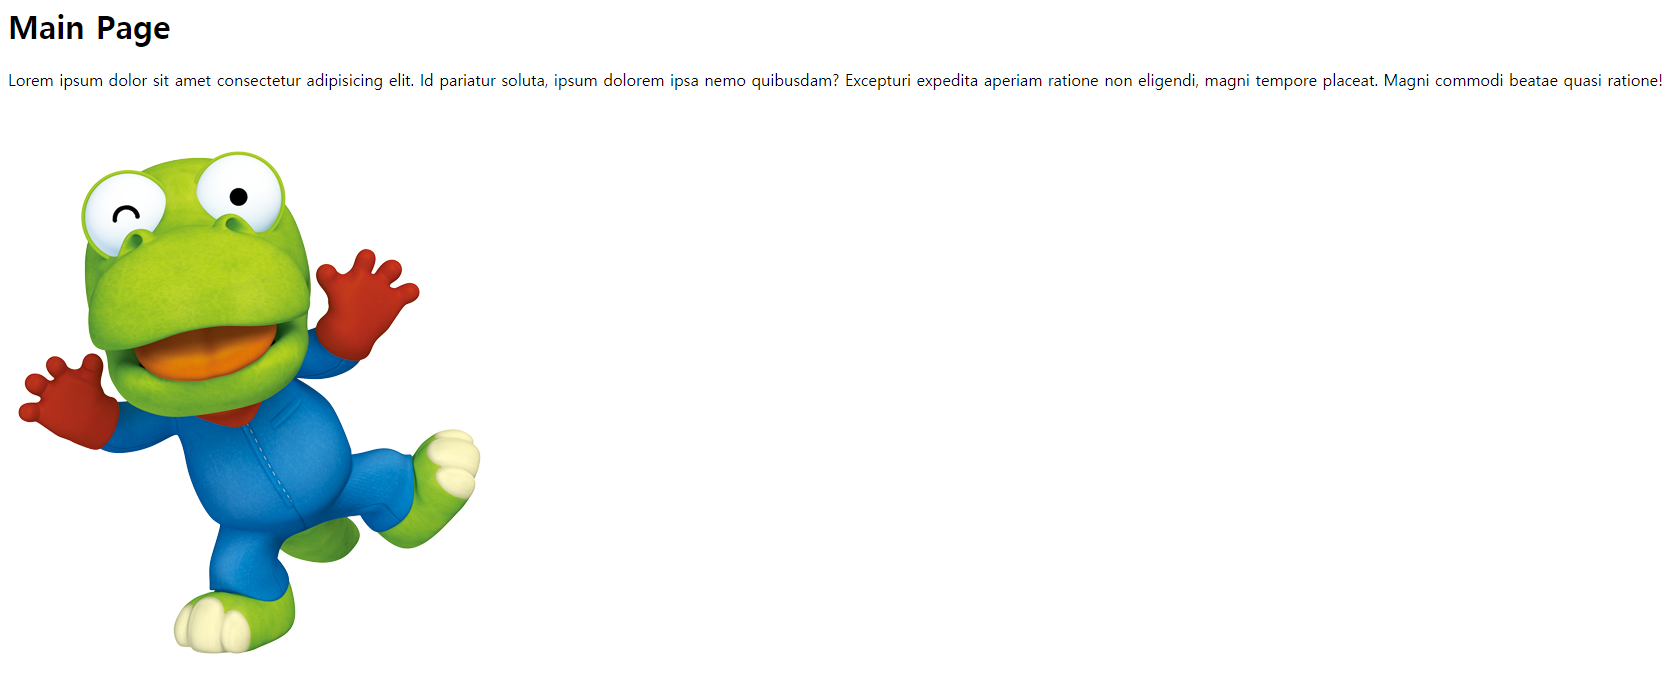 Main Page
Lorem ipsum dolor sit amet consectetur adipisicing elit. Id pariatur soluta, ipsum dolorem ipsa nemo quibusdam? Excepturi expedita aperiam ratione non eligendi, magni tempore placeat. Magni commodi beatae quasi ratione!